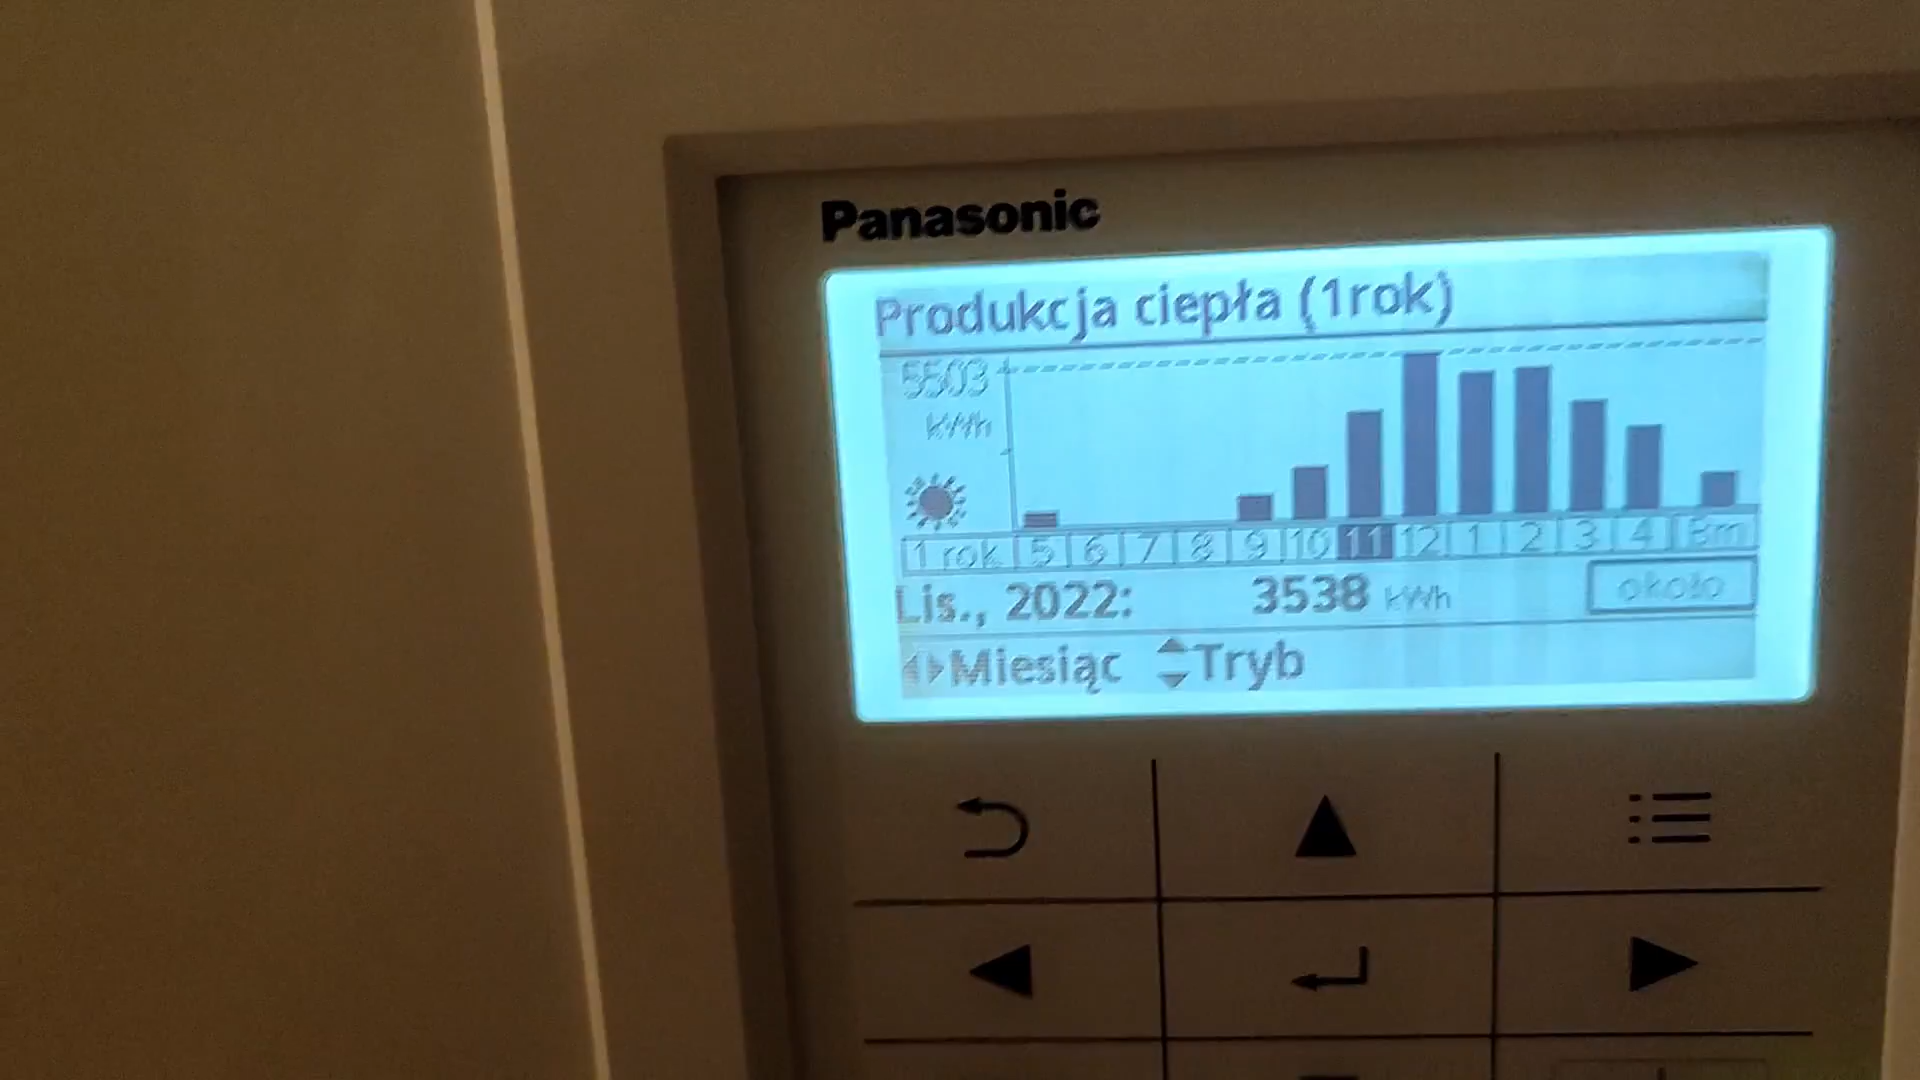 Panasonic
Produkcja ciepła (1rok)
5503
kWh
1 rok 5 6 7 8 9 10 11 12 1 2 3 4 Bm
Lis., 2022: 3538 kWh około
Miesiąc Tryb